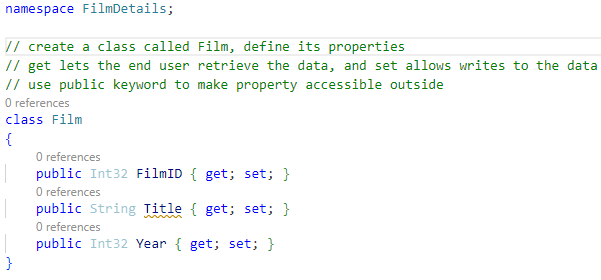 namespace FilmDetails;
// create a class called Film, define its properties
// get lets the end user retrieve the data, and set allows writes to the data
// use public keyword to make property accessible outside
0 references
class Film
{
0 references
public Int32 FilmID { get; set; }
0 references
public String Title { get; set; }
0 references
public Int32 Year { get; set; }
}